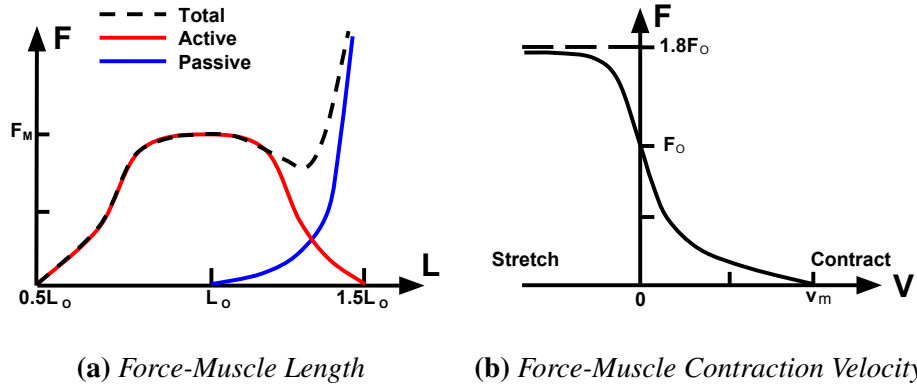 Total
Active
Passive
F
F_M
L
0.5L_o
L_o
1.5L_o
(a) Force-Muscle Length
F
1.8F_o
F_o
Stretch
Contract
0
v_m
V
(b) Force-Muscle Contraction Velocity